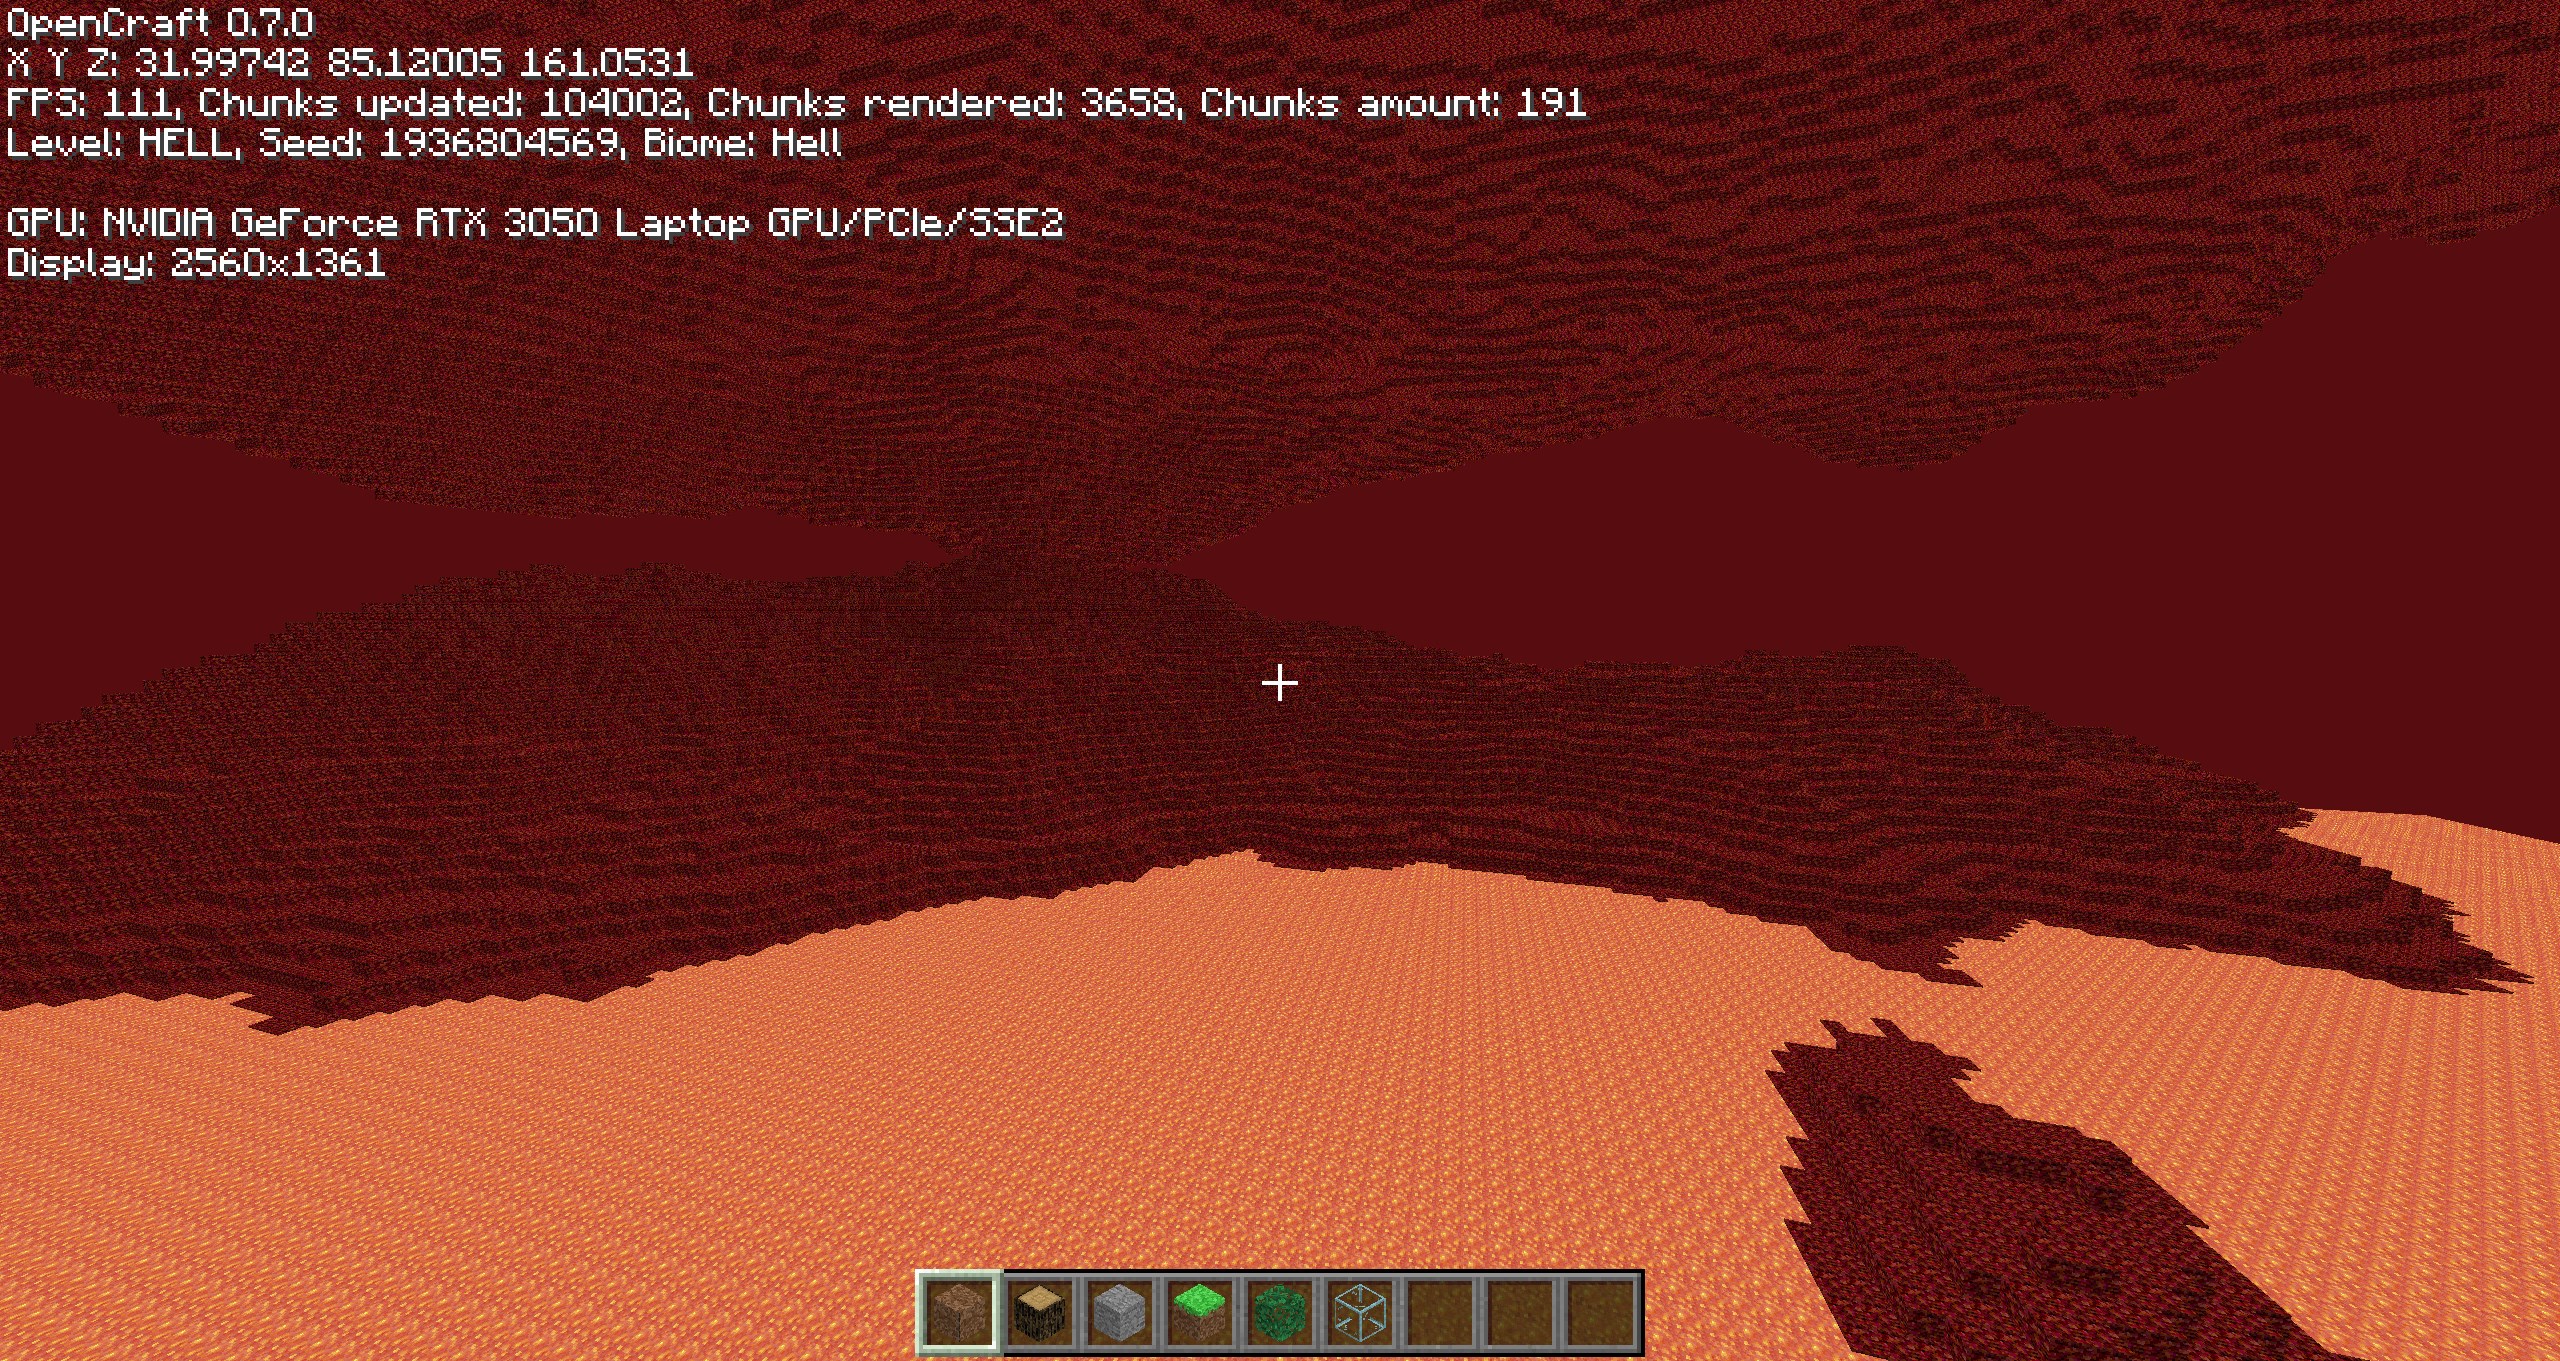 OpenCraft 0.7.0
X Y Z: 31.99742 85.12005 161.0531
FPS: 111, Chunks updated: 104002, Chunks rendered: 3658, Chunks amount: 191
Level: HELL, Seed: 1936804569, Biome: Hell
GPU: NVIDIA GeForce RTX 3050 Laptop GPU/PCIe/SSE2
Display: 2560x1361